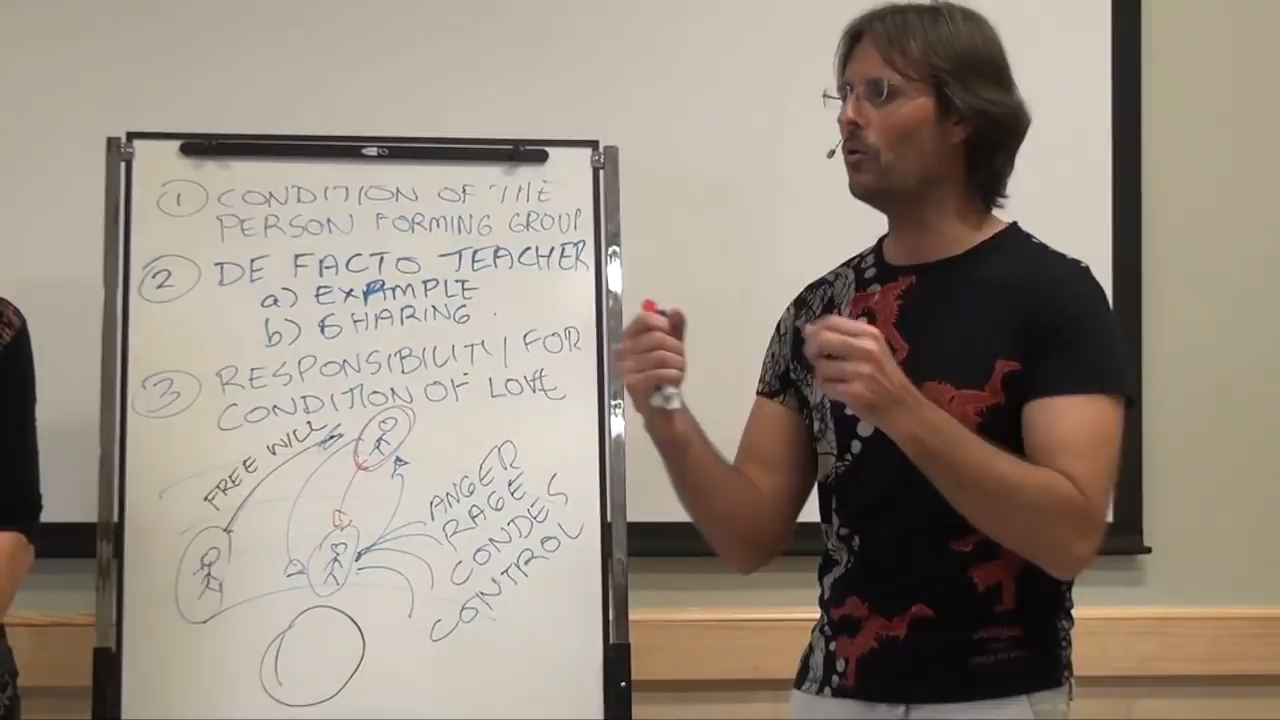 1 CONDITION OF THE
PERSON FORMING GROUP
2 DE FACTO TEACHER
a) EXAMPLE
b) SHARING
3 RESPONSIBILITY FOR
CONDITION OF LOVE
FREE WILL
ANGER
RAGE
CONDES
CONTROL